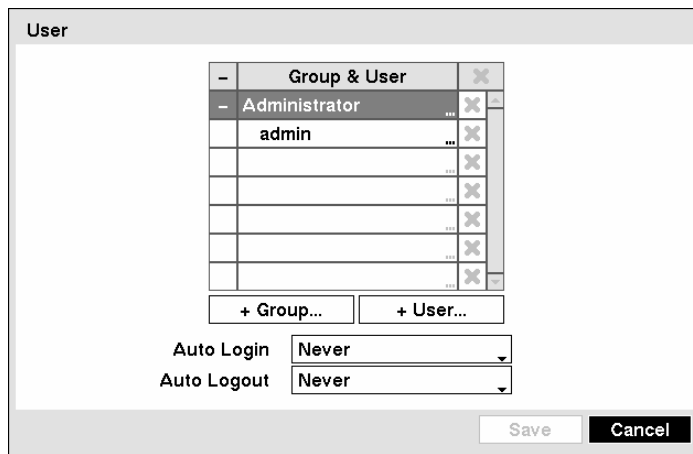 User
– Group & User
– Administrator ...
admin ...
...
...
...
...
...
+ Group... + User...
Auto Login Never
Auto Logout Never
Save Cancel